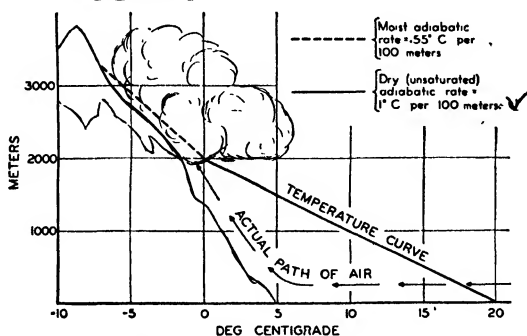 Moist adiabatic
rate=.55° C per
100 meters
Dry (unsaturated)
adiabatic rate=
1° C per 100 meters
3000
2000
1000
METERS
TEMPERATURE CURVE
ACTUAL PATH OF AIR
-10 -5 0 5 10 15 20
DEG CENTIGRADE